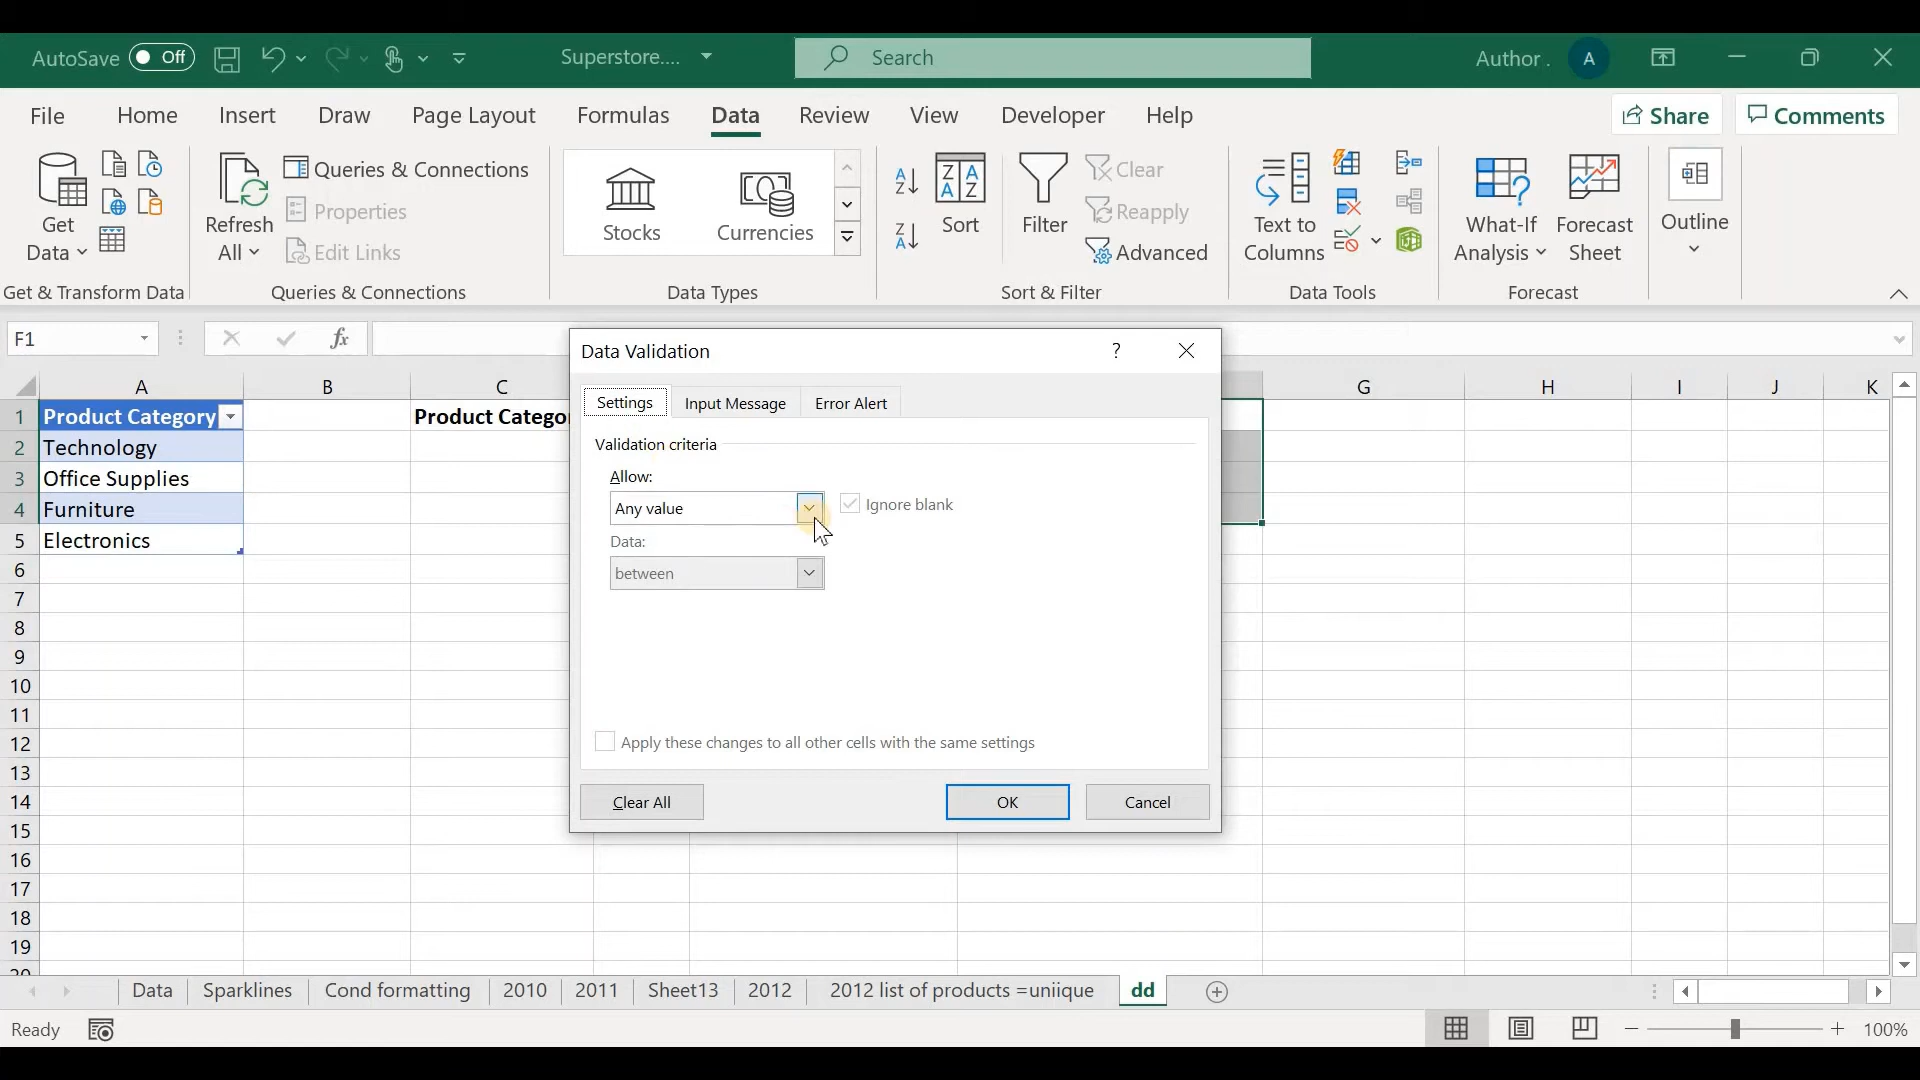 AutoSave Off Superstore.... Search Author . A
File Home Insert Draw Page Layout Formulas Data Review View Developer Help Share Comments
Get Data
Refresh All
Queries & Connections
Properties
Edit Links
Stocks
Currencies
Sort
Filter
Clear
Reapply
Advanced
Text to Columns
What-If Analysis
Forecast Sheet
Outline
Get & Transform Data Queries & Connections Data Types Sort & Filter Data Tools Forecast
F1 fx
Data Validation ?
A B C G H I J K
Settings Input Message Error Alert
1 Product Category Product Catego
2 Technology
3 Office Supplies
4 Furniture
5 Electronics
6
7
8
9
10
11
12
13
14
15
16
17
18
19
20
Validation criteria
Allow:
Any value Ignore blank
Data:
between
Apply these changes to all other cells with the same settings
Clear All OK Cancel
Data Sparklines Cond formatting 2010 2011 Sheet13 2012 2012 list of products =uniique dd
Ready 100%